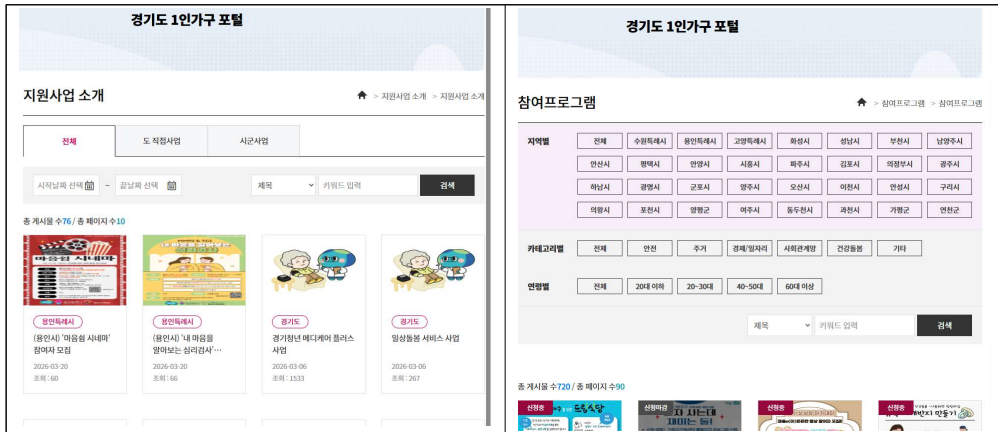 경기도 1인가구 포털
지원사업 소개
> 지원사업 소개 > 지원사업 소개
전체 도 직접사업 시군사업
시작날짜 선택 ~ 끝날짜 선택 제목 키워드 입력 검색
총 게시물 수76 / 총 페이지 수10
마음쉼 시네마
용인특례시
(용인시) '마음쉼 시네마'
참여자 모집
2026-03-20
조회 : 60
용인특례시
(용인시) '내 마음을
알아보는 심리검사'…
2026-03-20
조회 : 66
경기도
경기청년 메디케어 플러스
사업
2026-03-06
조회 : 1533
경기도
일상돌봄 서비스 사업
2026-03-06
조회 : 267
경기도 1인가구 포털
참여프로그램
> 참여프로그램 > 참여프로그램
지역별 전체 수원특례시 용인특례시 고양특례시 화성시 성남시 부천시 남양주시
안산시 평택시 안양시 시흥시 파주시 김포시 의정부시 광주시
하남시 광명시 군포시 양주시 오산시 이천시 안성시 구리시
의왕시 포천시 양평군 여주시 동두천시 과천시 가평군 연천군
카테고리별 전체 안전 주거 경제/일자리 사회관계망 건강돌봄 기타
연령별 전체 20대 이하 20~30대 40~50대 60대 이상
제목 키워드 입력 검색
총 게시물 수720 / 총 페이지 수90
신청중
신청마감
자 사는데
재미는 둘!
신청중
신청중